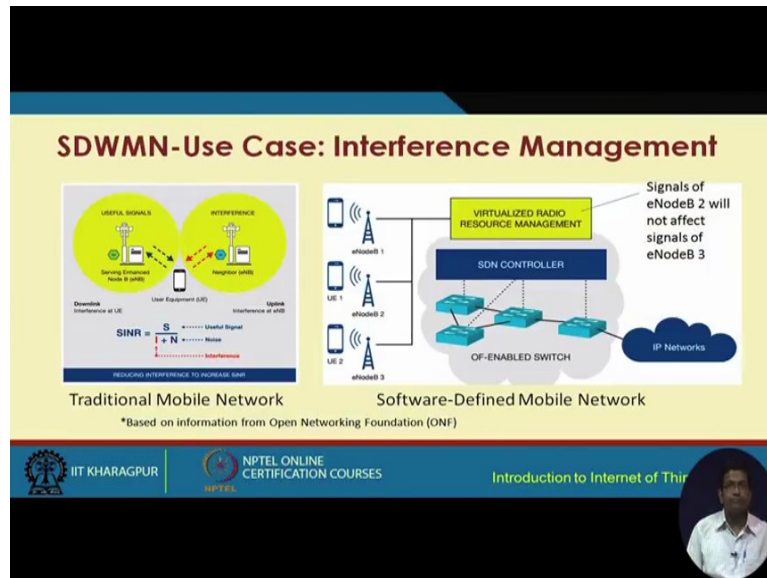 SDWMN-Use Case: Interference Management
USEFUL SIGNALS
INTERFERENCE
Serving Enhanced
Node B (eNB)
Neighbor (eNB)
User Equipment (UE)
Downlink
Interference at UE
Uplink
Interference at eNB
SINR = S / I + N
Useful Signal
Noise
Interference
REDUCING INTERFERENCE TO INCREASE SINR
Traditional Mobile Network
eNodeB 1
UE 1
eNodeB 2
UE 2
eNodeB 3
VIRTUALIZED RADIO
RESOURCE MANAGEMENT
SDN CONTROLLER
OF-ENABLED SWITCH
IP Networks
Signals of
eNodeB 2 will
not affect
signals of
eNodeB 3
Software-Defined Mobile Network
*Based on information from Open Networking Foundation (ONF)
IIT KHARAGPUR
NPTEL
NPTEL ONLINE
CERTIFICATION COURSES
Introduction to Internet of Thin